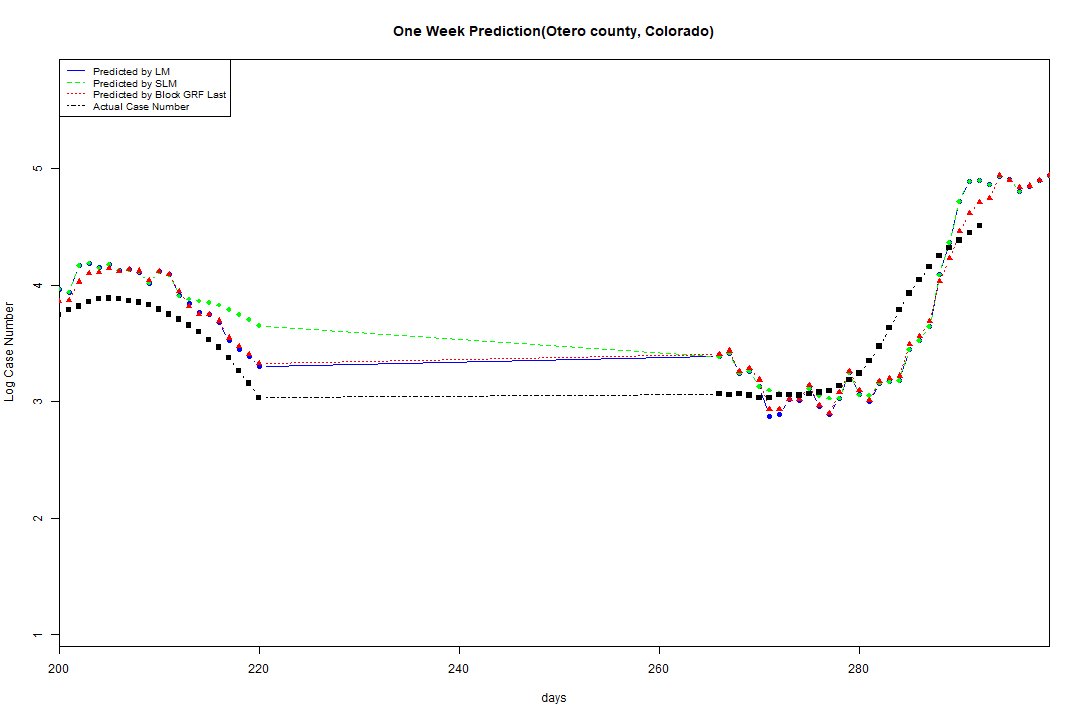 One Week Prediction(Otero county, Colorado)
Predicted by LM
Predicted by SLM
Predicted by Block GRF Last
Actual Case Number
Log Case Number
5
4
3
2
1
200 220 240 260 280
days